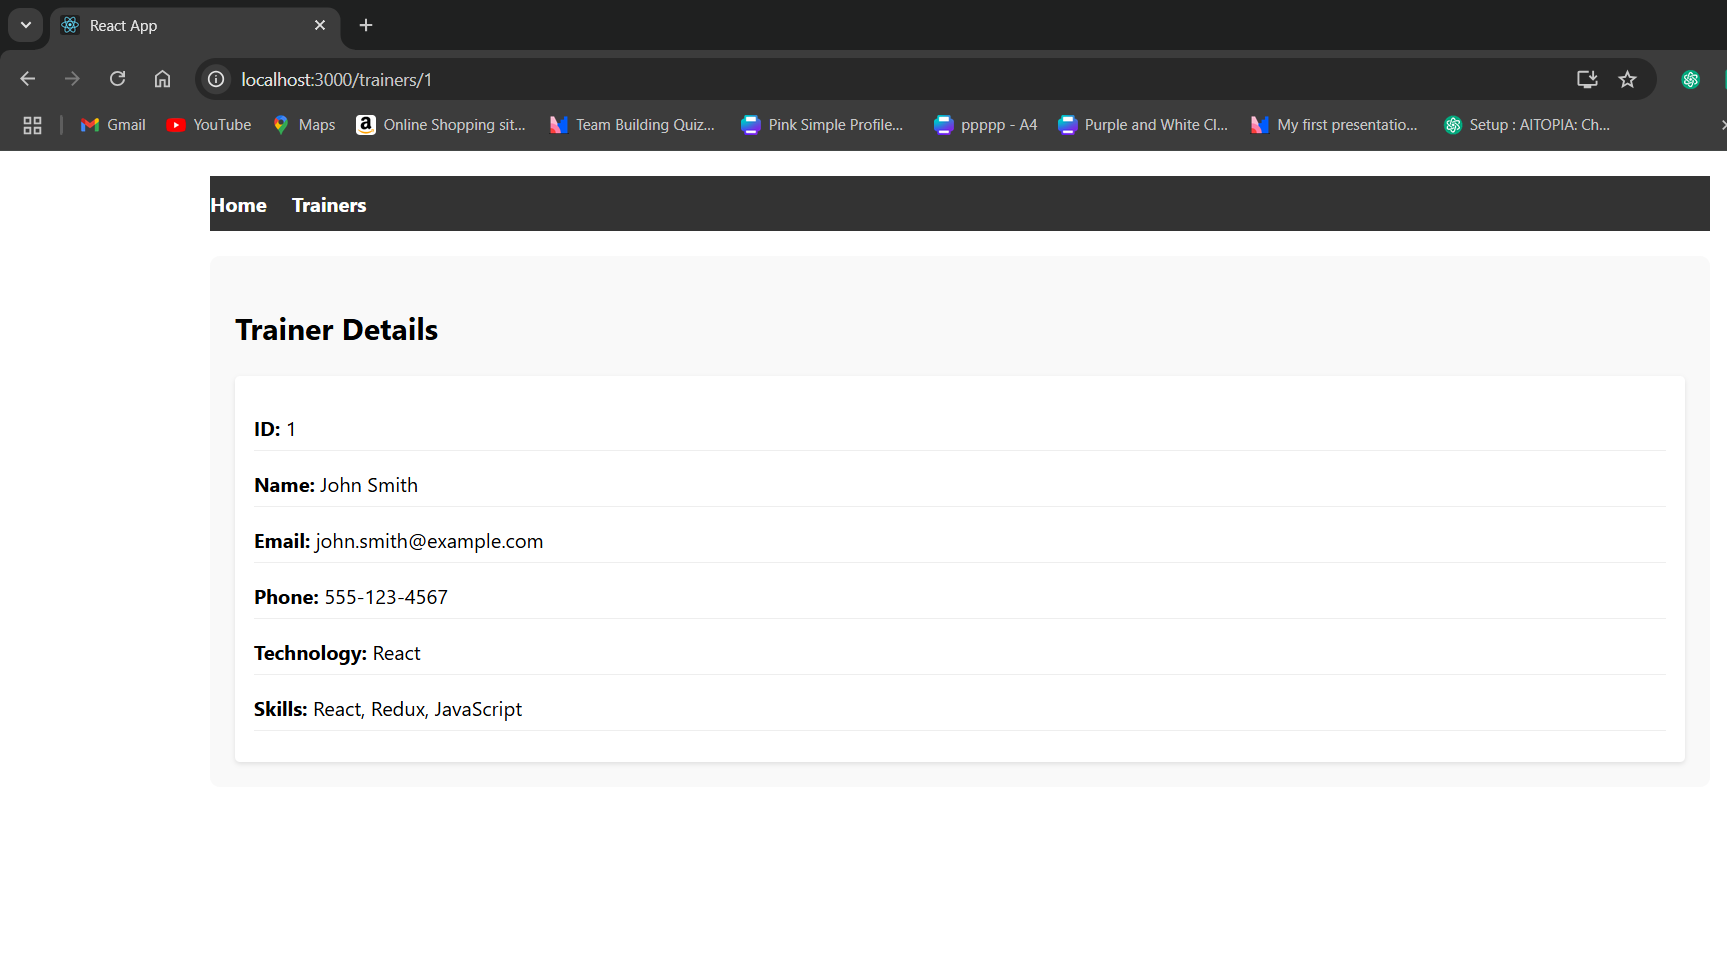 React App
localhost:3000/trainers/1
Gmail YouTube Maps Online Shopping sit... Team Building Quiz... Pink Simple Profile... ppppp - A4 Purple and White Cl... My first presentatio... Setup : AITOPIA: Ch...
Home Trainers
Trainer Details
ID: 1
Name: John Smith
Email: john.smith@example.com
Phone: 555-123-4567
Technology: React
Skills: React, Redux, JavaScript